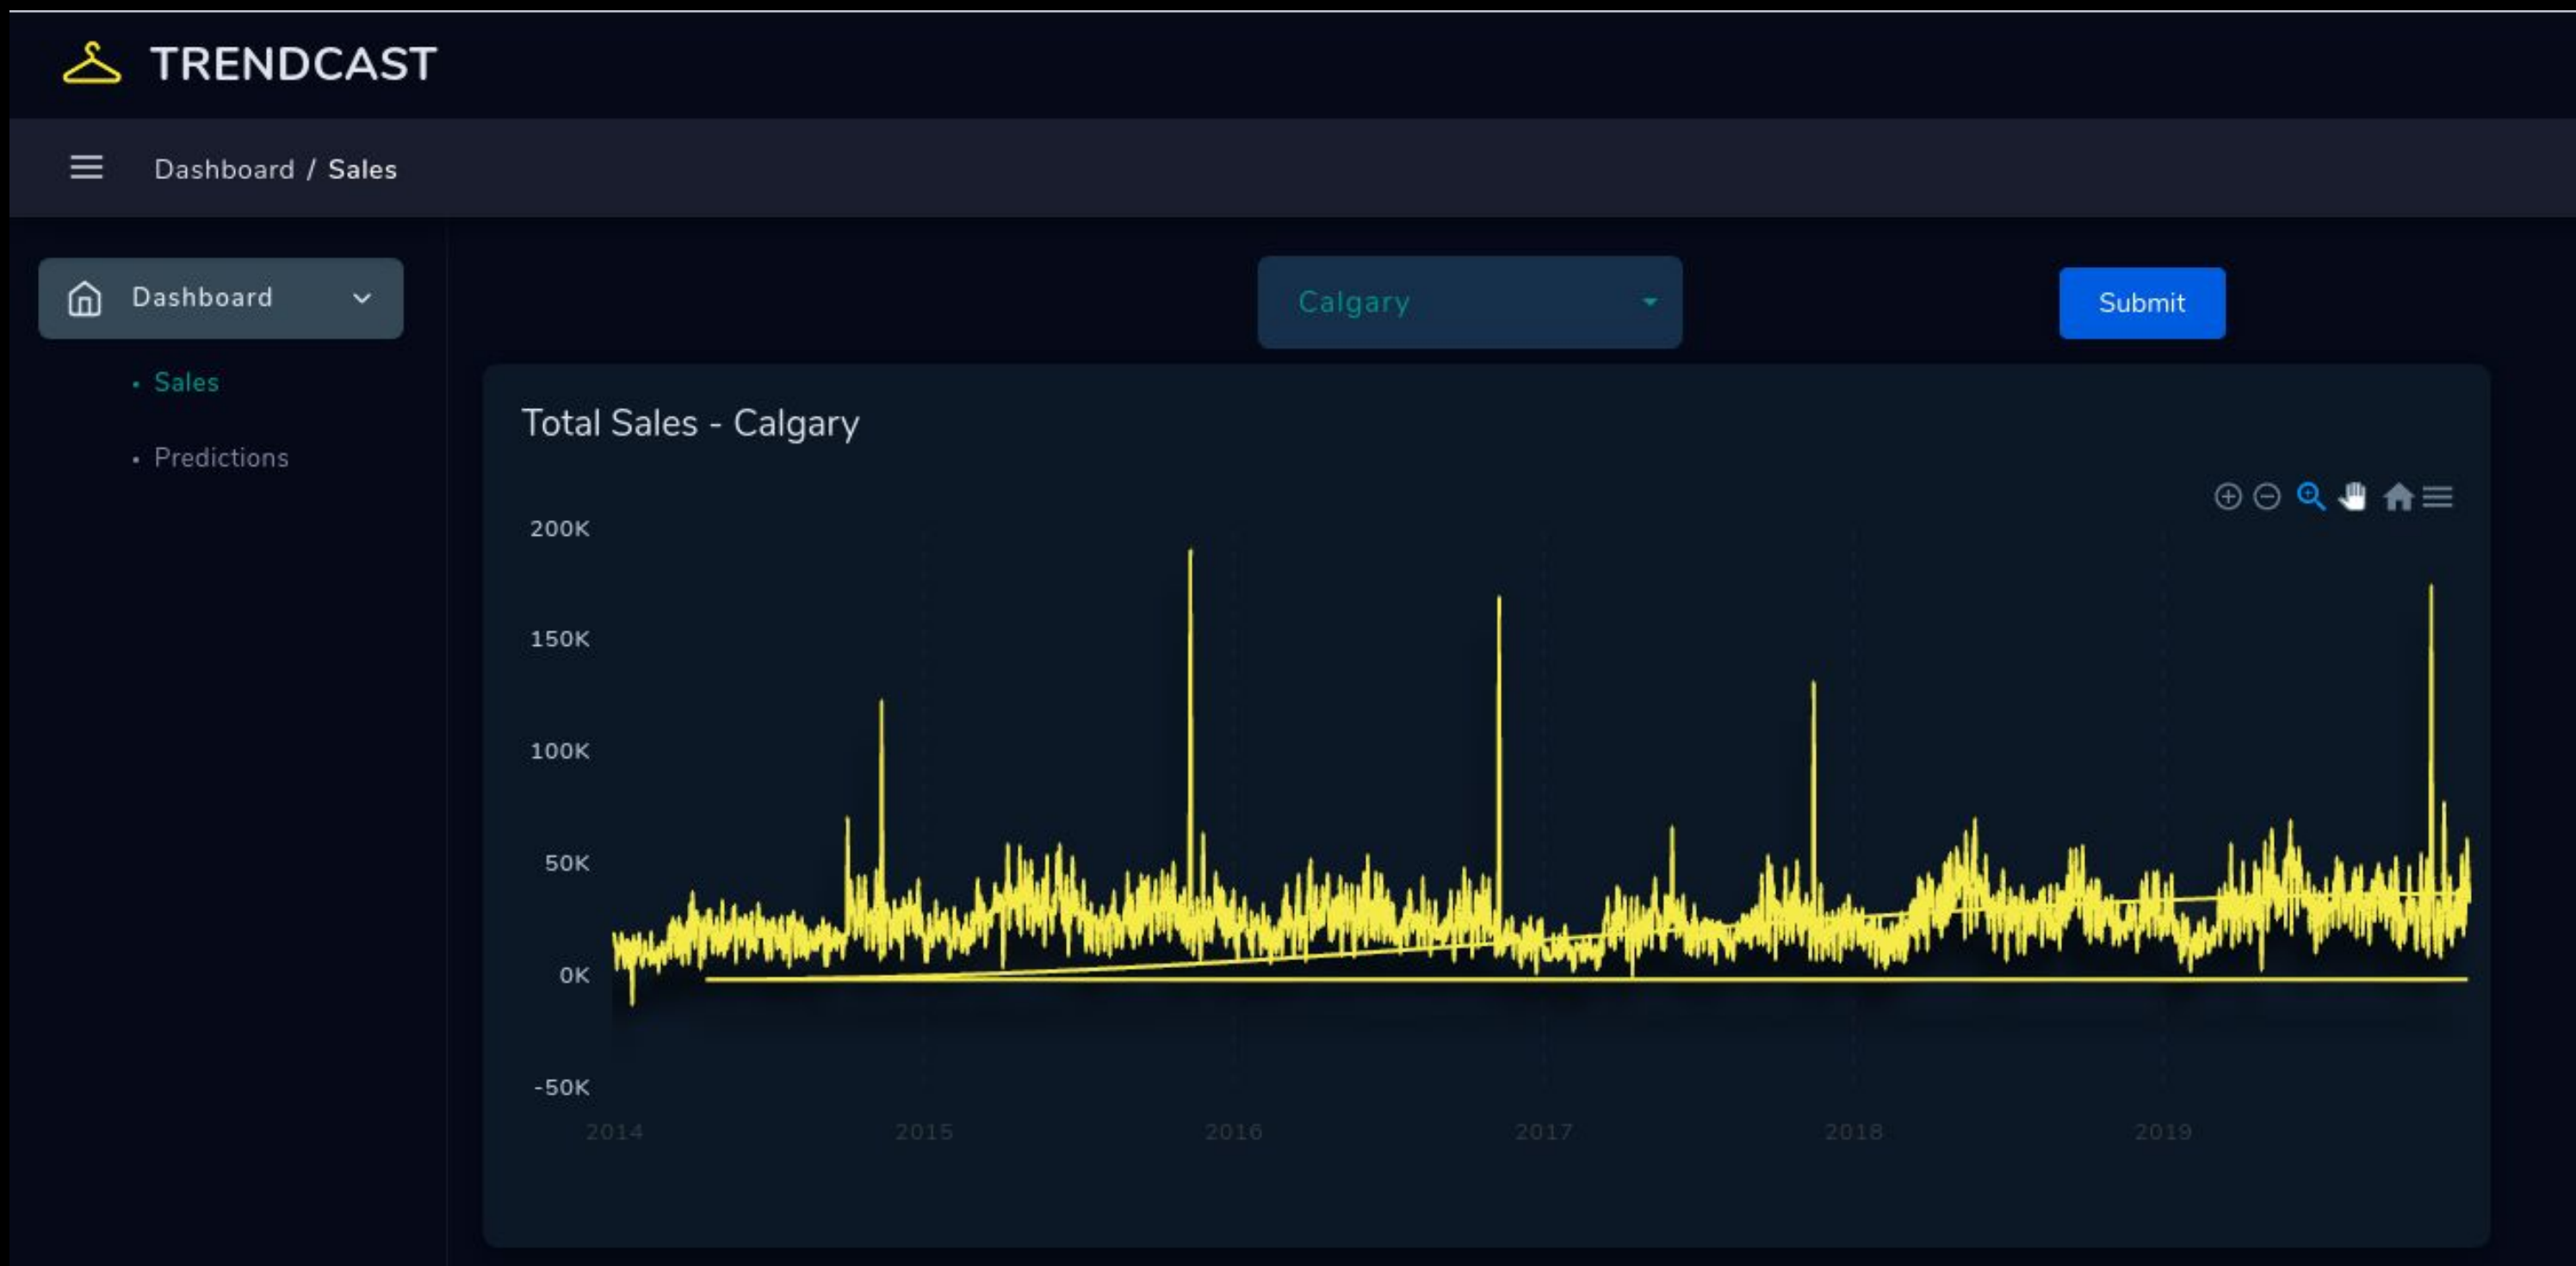 TRENDCAST
Dashboard / Sales
Dashboard
Calgary
Submit
• Sales
• Predictions
Total Sales - Calgary
200K
150K
100K
50K
0K
-50K
2014 2015 2016 2017 2018 2019